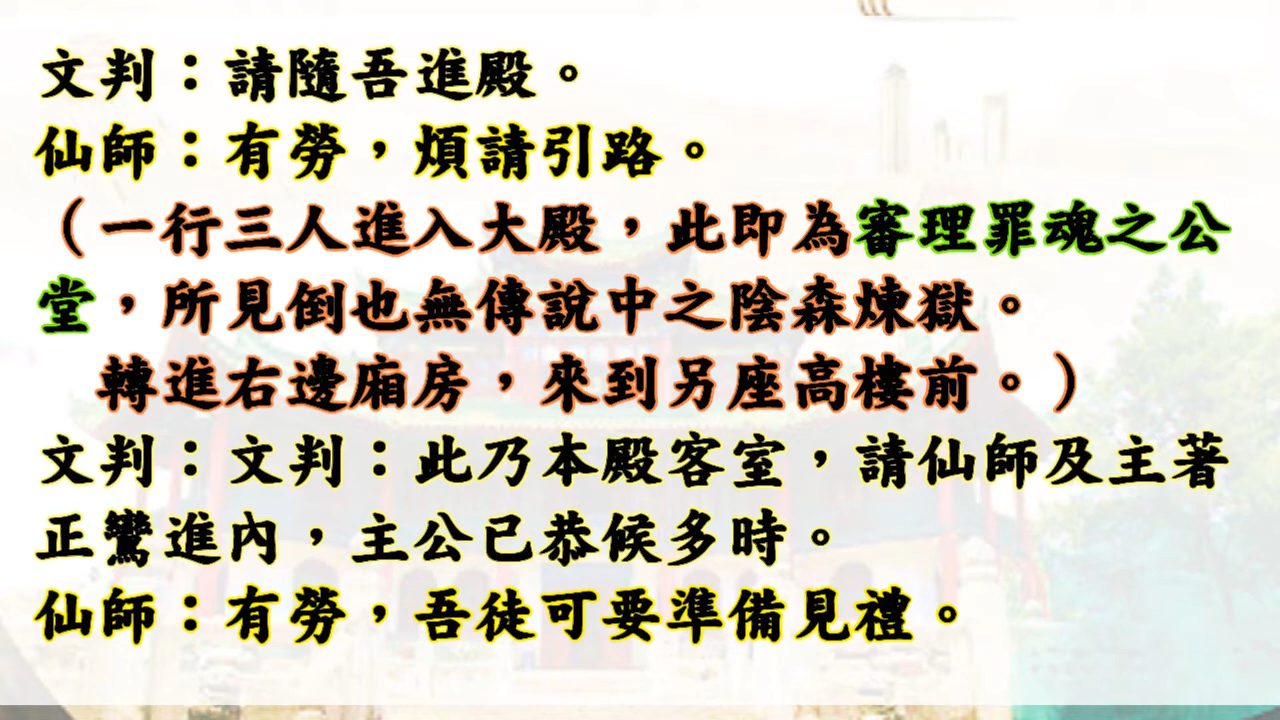 文判：請隨吾進殿。
仙師：有勞，煩請引路。
（一行三人進入大殿，此即為審理罪魂之公
堂，所見倒也無傳說中之陰森煉獄。
轉進右邊廂房，來到另座高樓前。）
文判：文判：此乃本殿客室，請仙師及主著
正鸞進內，主公已恭候多時。
仙師：有勞，吾徒可要準備見禮。